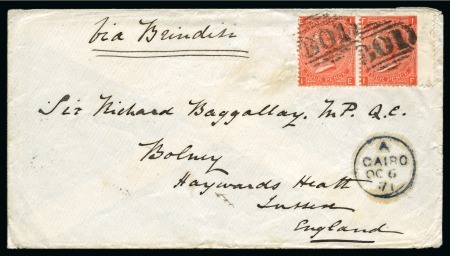 via Brindisi
B01 B01
I E I F
Sir Richard Baggallay. M.P. Q.C.
Bolney
Haywards Heath
Sussex
England
A
CAIRO
OC 6
71